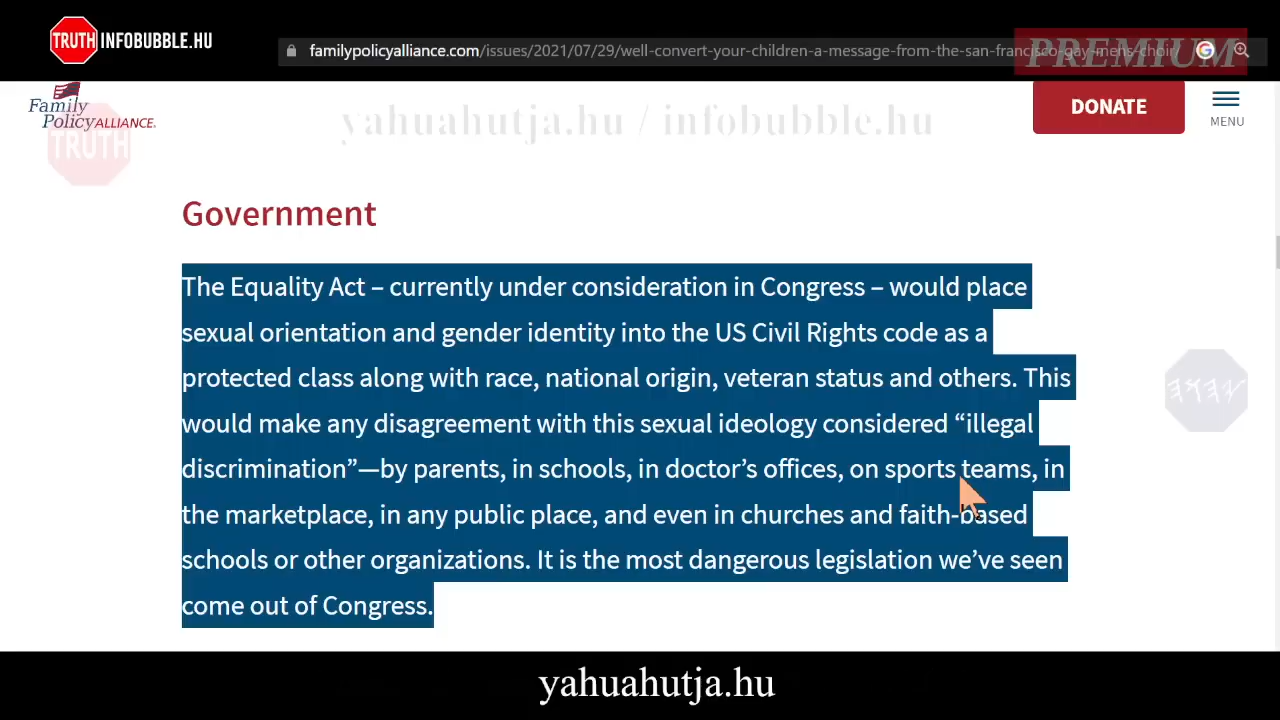 TRUTH INFOBUBBLE.HU
familypolicyalliance.com/issues/2021/07/29/well-convert-your-children-a-message-from-the-san-francisco-gay-mens-choir/
PREMIUM
Family
Policy ALLIANCE.
TRUTH
yahuahutja.hu / infobubble.hu
DONATE
MENU
Government
The Equality Act – currently under consideration in Congress – would place
sexual orientation and gender identity into the US Civil Rights code as a
protected class along with race, national origin, veteran status and others. This
would make any disagreement with this sexual ideology considered “illegal
discrimination”—by parents, in schools, in doctor’s offices, on sports teams, in
the marketplace, in any public place, and even in churches and faith-based
schools or other organizations. It is the most dangerous legislation we’ve seen
come out of Congress.
yahuahutja.hu